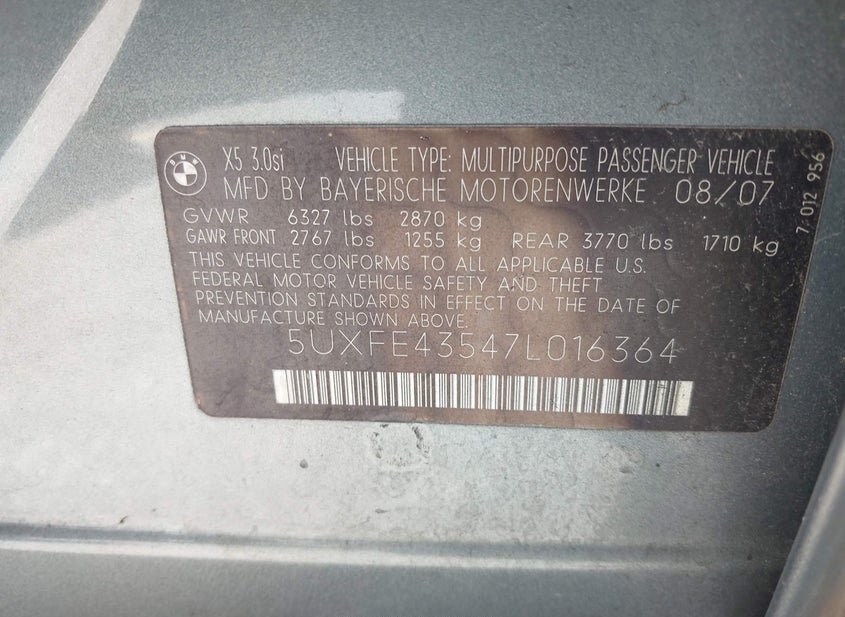 BMW
X5 3.0si VEHICLE TYPE: MULTIPURPOSE PASSENGER VEHICLE
MFD BY BAYERISCHE MOTORENWERKE 08/07
GVWR 6327 lbs 2870 kg
GAWR FRONT 2767 lbs 1255 kg REAR 3770 lbs 1710 kg
THIS VEHICLE CONFORMS TO ALL APPLICABLE U.S.
FEDERAL MOTOR VEHICLE SAFETY AND THEFT
PREVENTION STANDARDS IN EFFECT ON THE DATE OF
MANUFACTURE SHOWN ABOVE.
5UXFE43547L016364
7 012 956